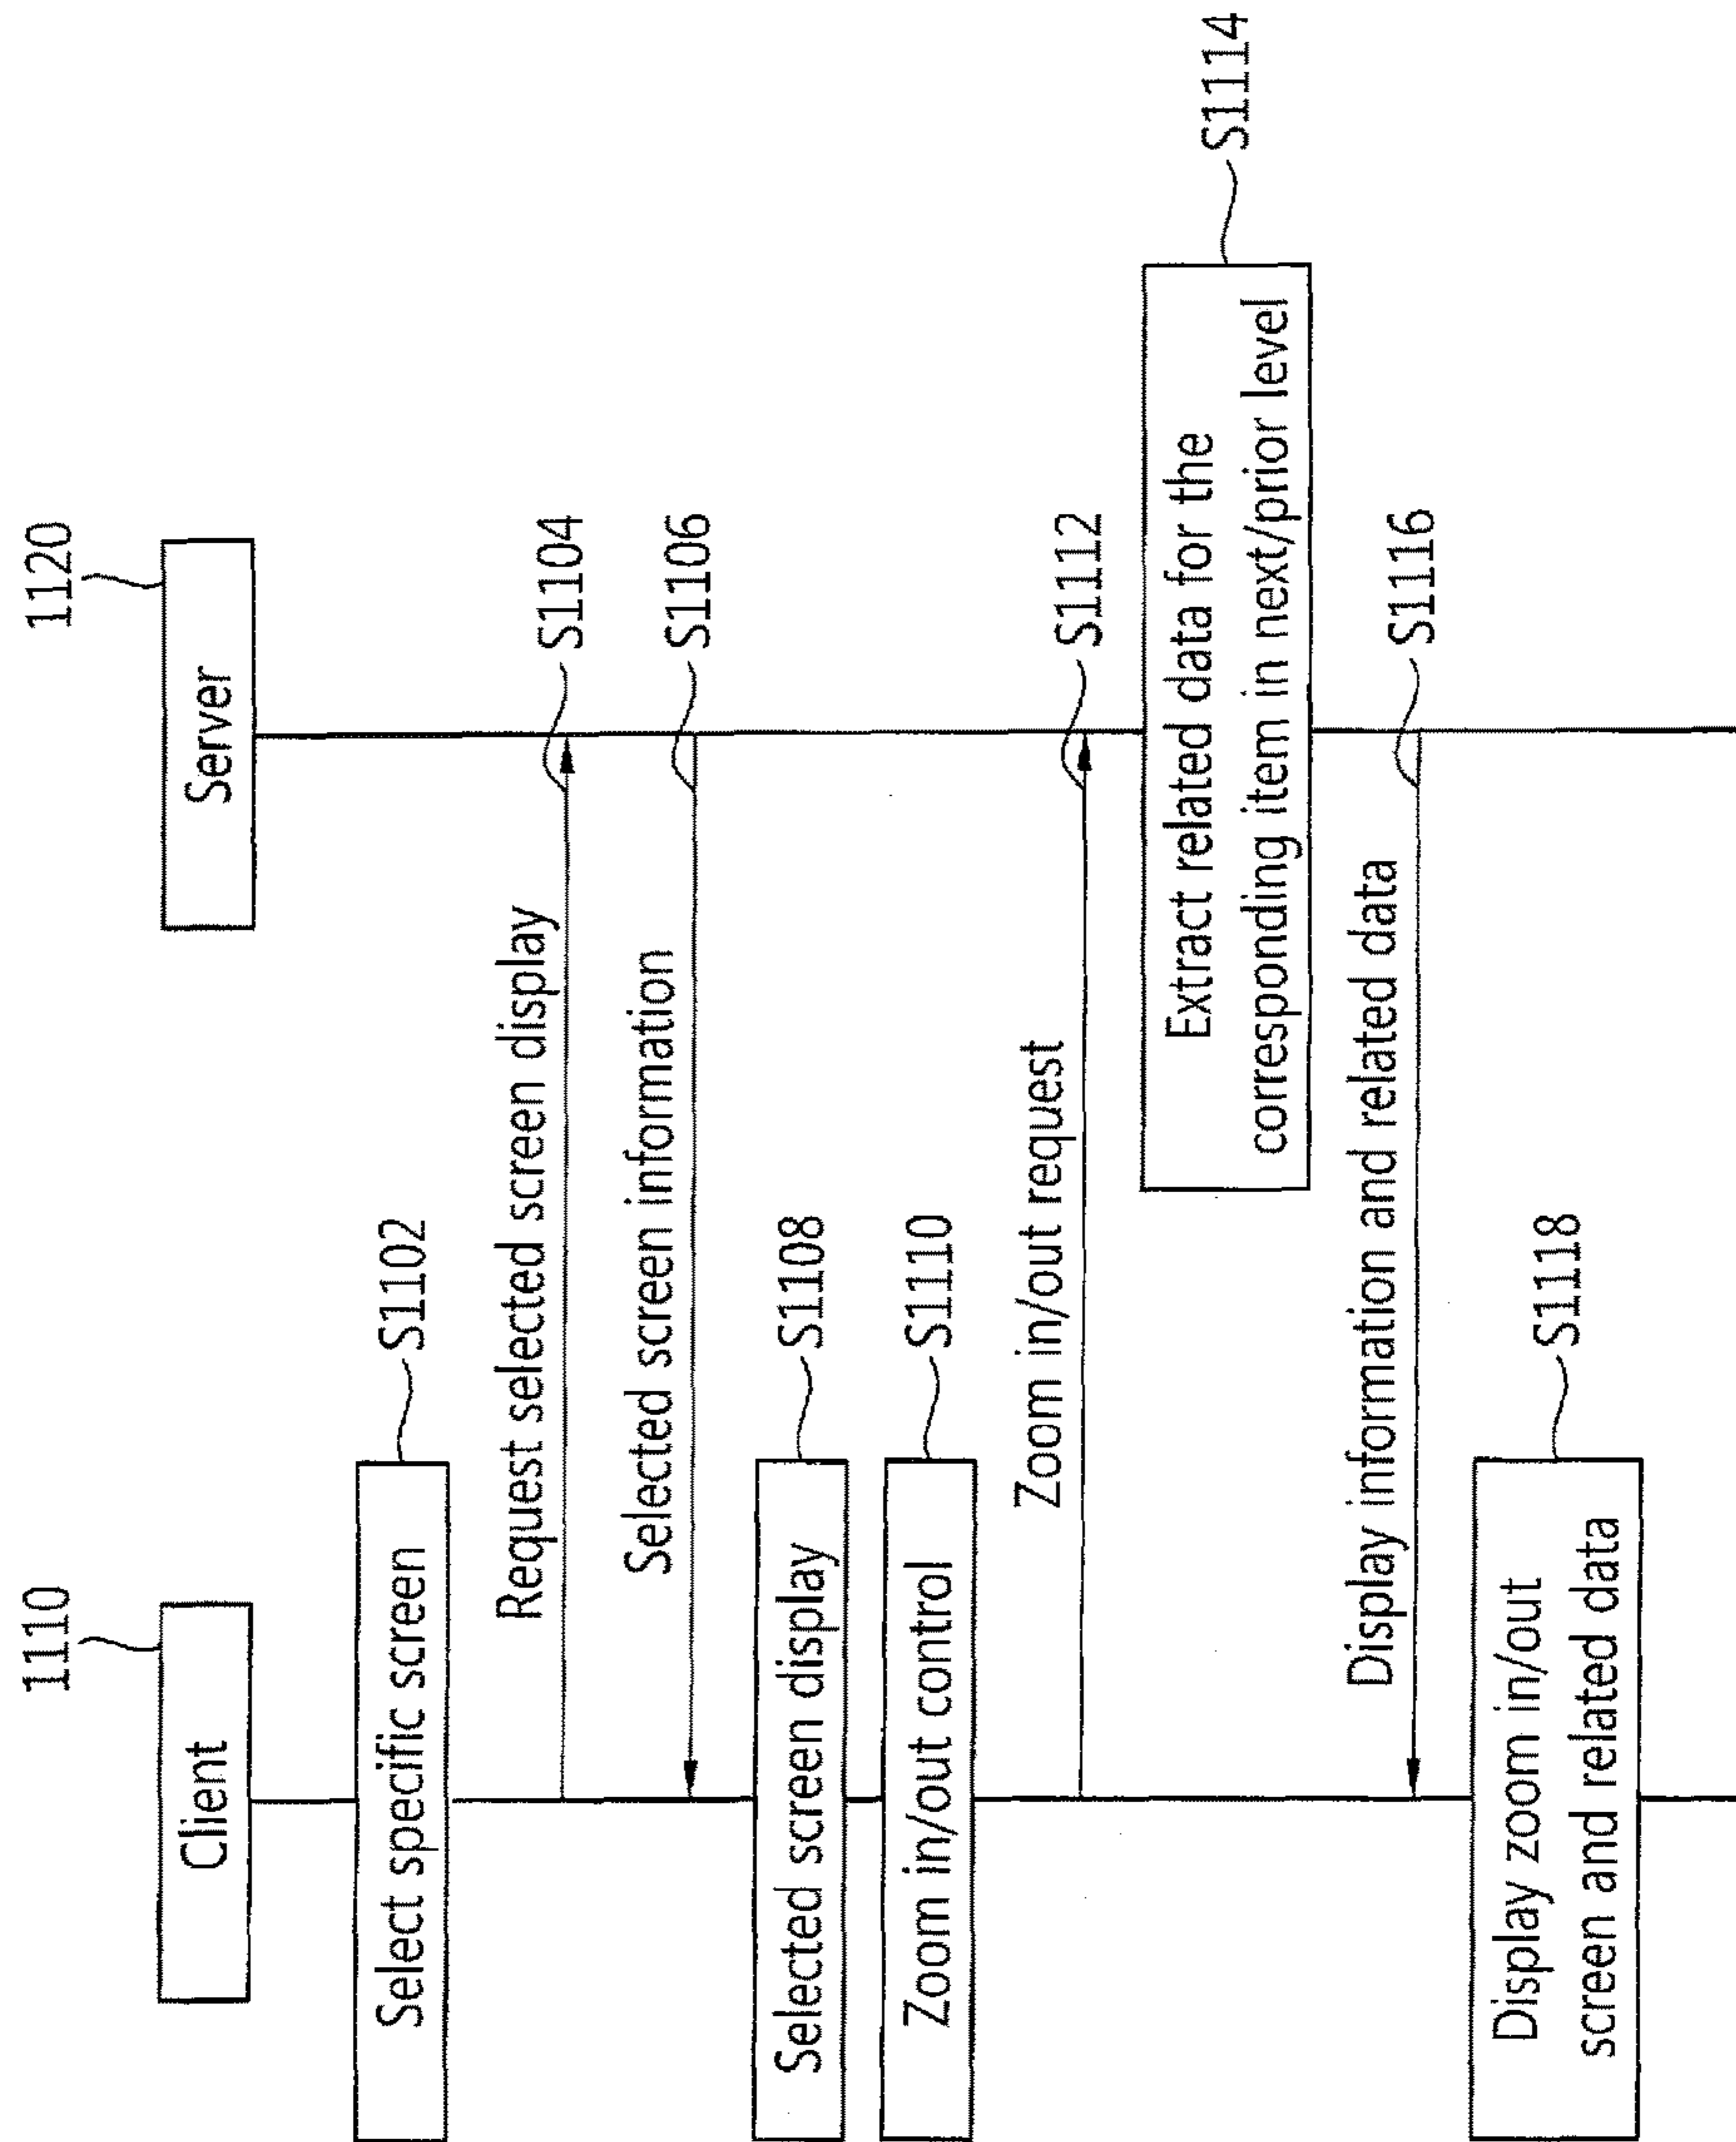 1110
1120
Client
Server
Select specific screen
S1102
Request selected screen display
S1104
Selected screen information
S1106
Selected screen display
S1108
Zoom in/out control
S1110
Zoom in/out request
S1112
Extract related data for the
corresponding item in next/prior level
S1114
Display information and related data
S1116
Display zoom in/out
screen and related data
S1118